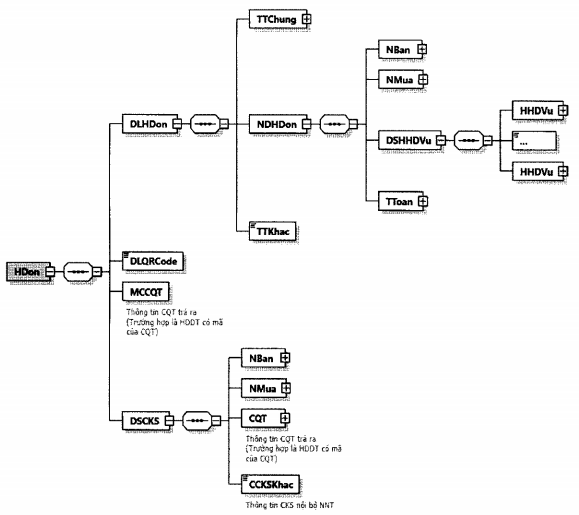 TTChung
NBan
NMua
HHDVu
DLHDon
NDHDon
DSHHDVu
...
HHDVu
TToan
TTKhac
DLQRCode
HDon
MCCQT
Thông tin CQT trả ra
(Trường hợp là HDDT có mã
của CQT)
NBan
NMua
DSCKS
CQT
Thông tin CQT trả ra
(Trường hợp là HDDT có mã
của CQT)
CCKSKhac
Thông tin CKS nội bộ NNT